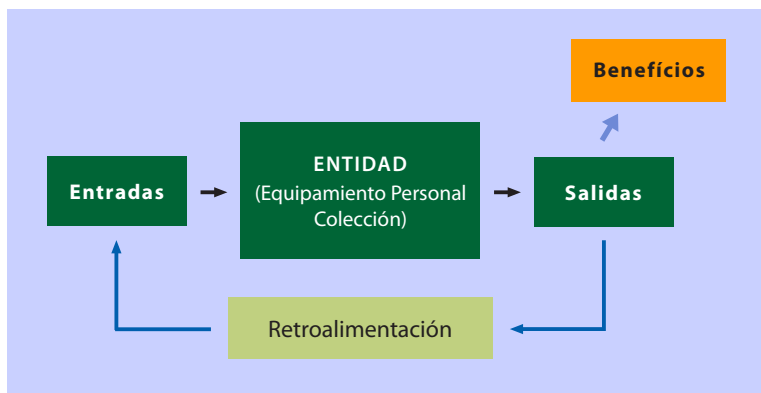 Benefícios
Entradas
ENTIDAD
(Equipamiento Personal
Colección)
Salidas
Retroalimentación